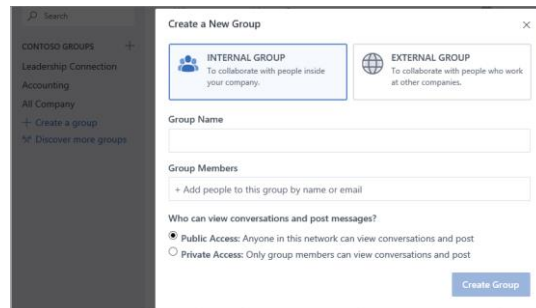 Search
CONTOSO GROUPS
Leadership Connection
Accounting
All Company
+ Create a group
Discover more groups
Create a New Group
INTERNAL GROUP
To collaborate with people inside
your company.
EXTERNAL GROUP
To collaborate with people who work
at other companies.
Group Name
Group Members
+ Add people to this group by name or email
Who can view conversations and post messages?
Public Access: Anyone in this network can view conversations and post
Private Access: Only group members can view conversations and post
Create Group